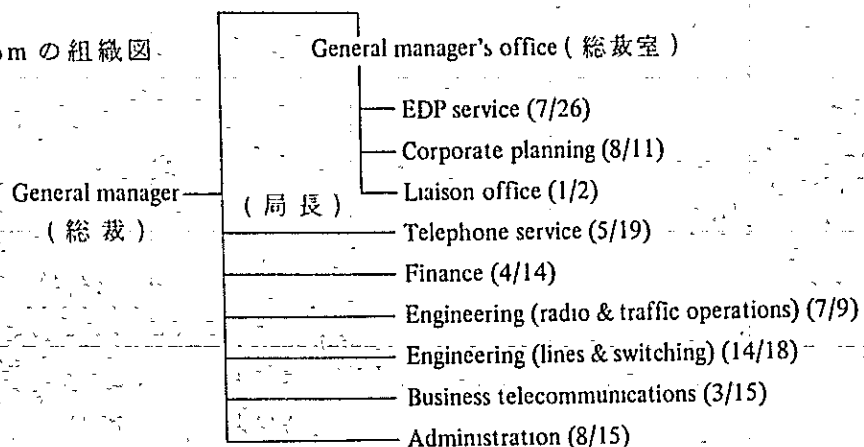 m の組織図
General manager's office (総裁室)
EDP service (7/26)
Corporate planning (8/11)
Liaison office (1/2)
General manager
(総裁)
(局長)
Telephone service (5/19)
Finance (4/14)
Engineering (radio & traffic operations) (7/9)
Engineering (lines & switching) (14/18)
Business telecommunications (3/15)
Administration (8/15)